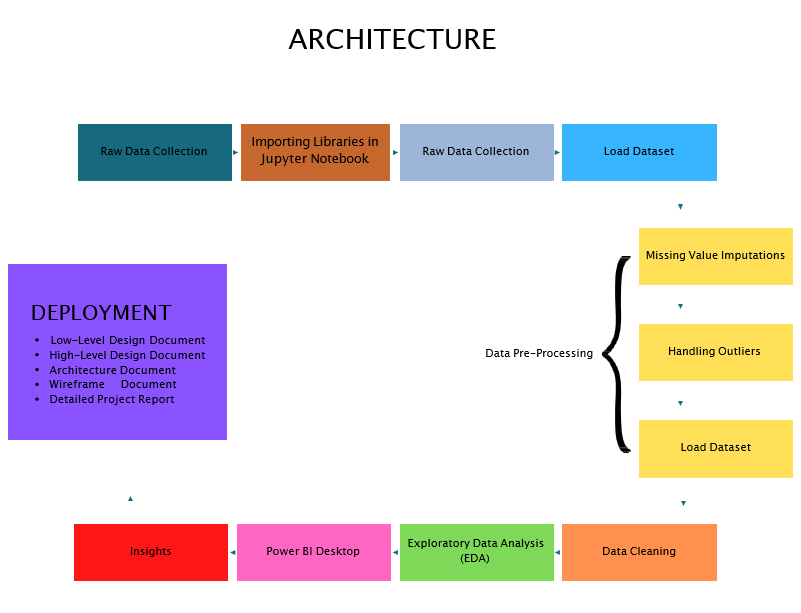 ARCHITECTURE
Raw Data Collection
Importing Libraries in
Jupyter Notebook
Raw Data Collection
Load Dataset
Missing Value Imputations
Data Pre-Processing
Handling Outliers
Load Dataset
DEPLOYMENT
Low-Level Design Document
High-Level Design Document
Architecture Document
Wireframe Document
Detailed Project Report
Insights
Power BI Desktop
Exploratory Data Analysis
(EDA)
Data Cleaning